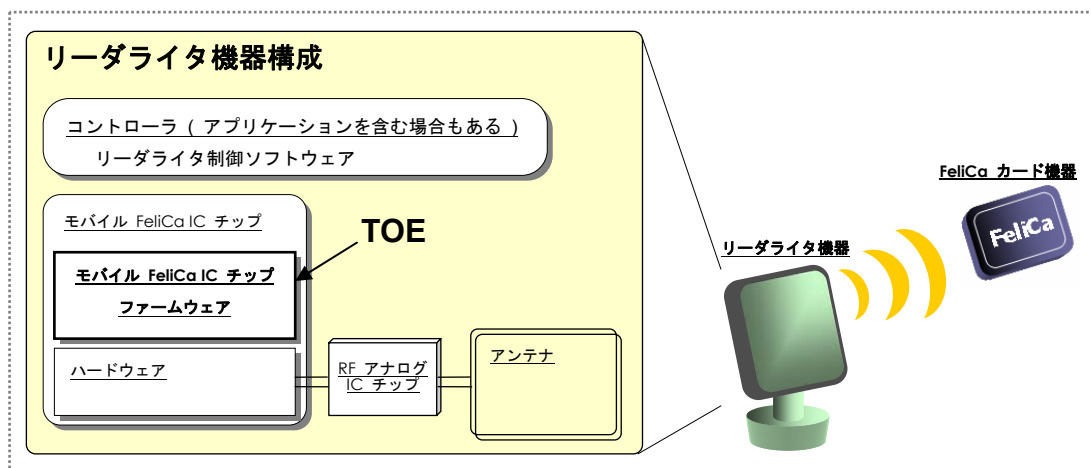 リーダライタ機器構成
コントローラ ( アプリケーションを含む場合もある )
リーダライタ制御ソフトウェア
モバイル FeliCa IC チップ
TOE
モバイル FeliCa IC チップ
ファームウェア
ハードウェア
RF アナログ
IC チップ
アンテナ
リーダライタ機器
FeliCa カード機器
FeliCa